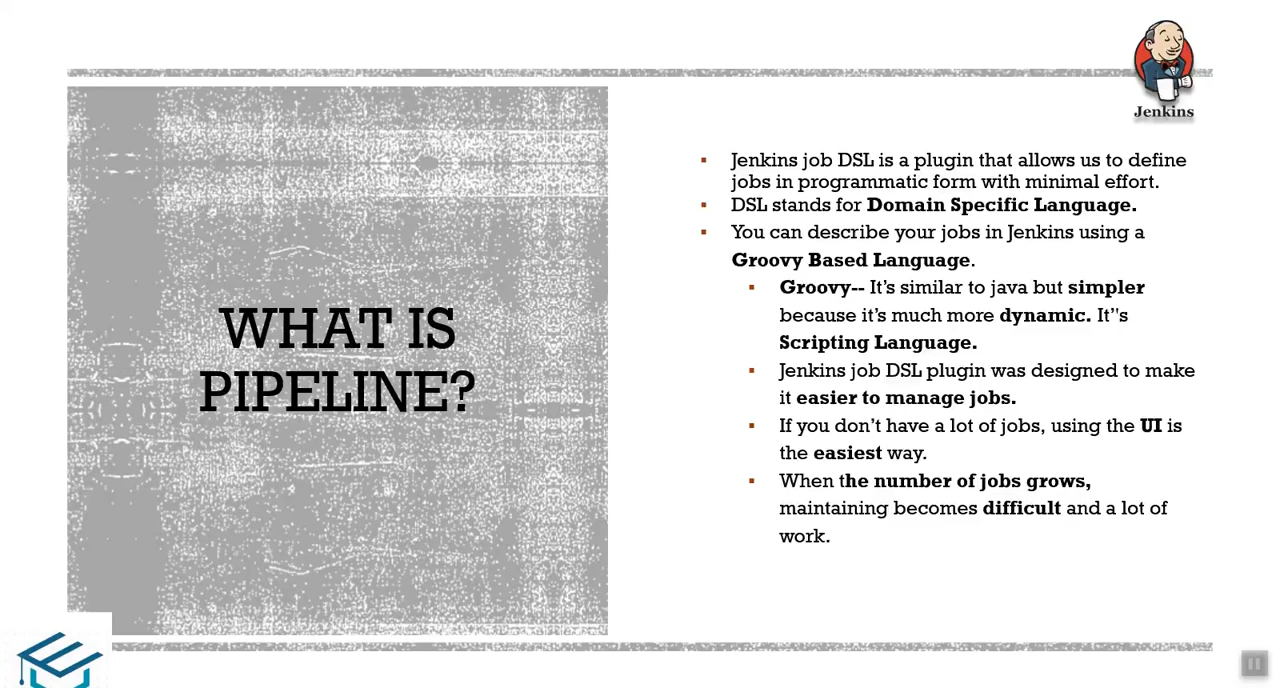 Jenkins
WHAT IS
PIPELINE?
Jenkins job DSL is a plugin that allows us to define
jobs in programmatic form with minimal effort.
DSL stands for Domain Specific Language.
You can describe your jobs in Jenkins using a
Groovy Based Language.
Groovy-- It's similar to java but simpler
because it's much more dynamic. It"s
Scripting Language.
Jenkins job DSL plugin was designed to make
it easier to manage jobs.
If you don't have a lot of jobs, using the UI is
the easiest way.
When the number of jobs grows,
maintaining becomes difficult and a lot of
work.